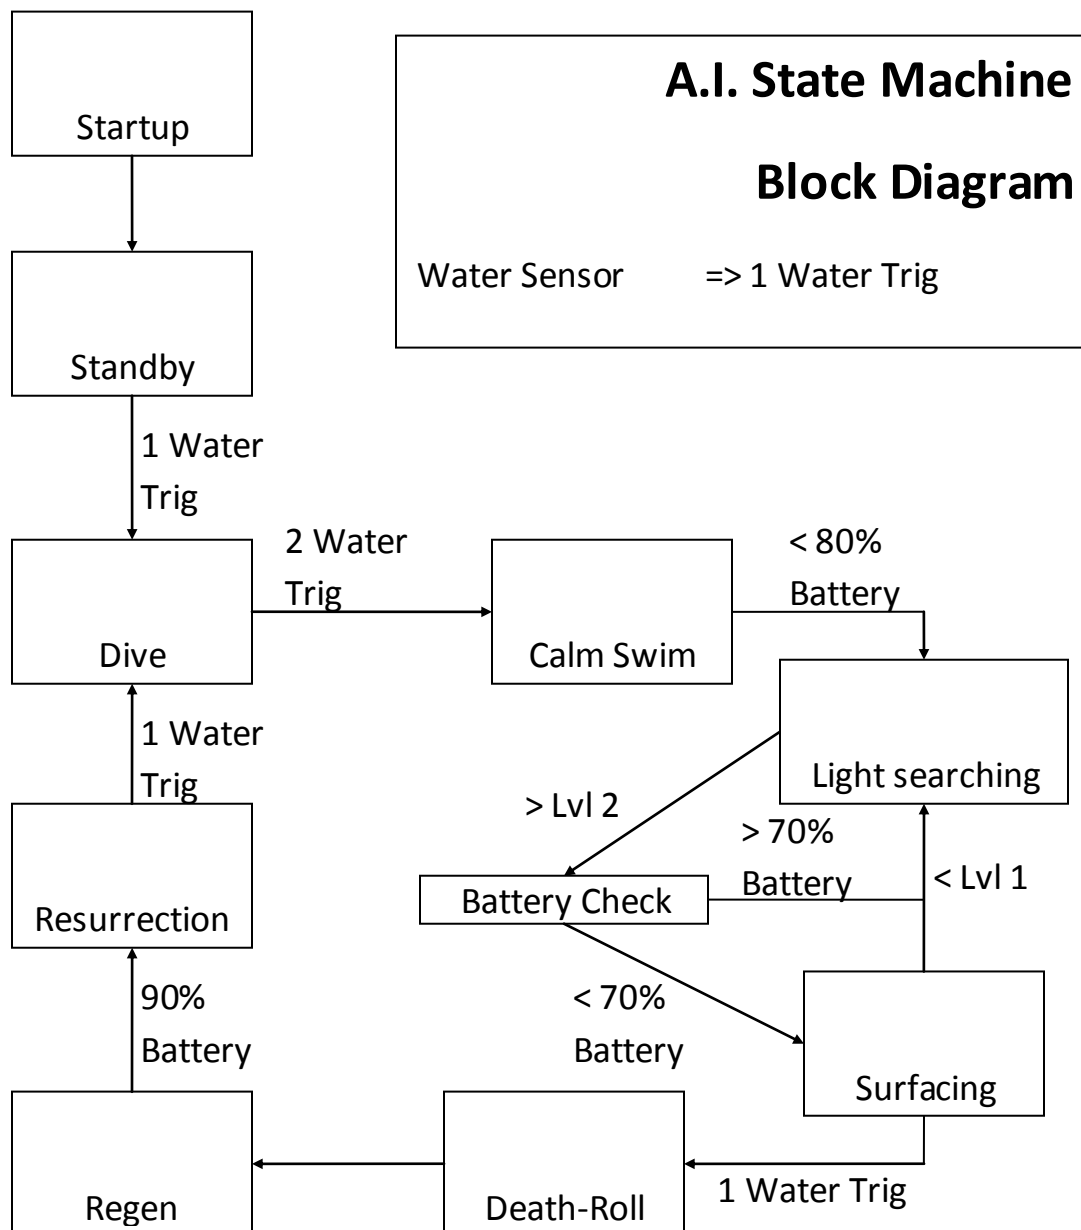 A.I. State Machine
Block Diagram
Water Sensor => 1 Water Trig
Startup
Standby
1 Water
Trig
Dive
2 Water
Trig
Calm Swim
< 80%
Battery
Light searching
> Lvl 2
Battery Check
> 70%
Battery
< Lvl 1
< 70%
Battery
Surfacing
1 Water Trig
Death-Roll
Regen
90%
Battery
Resurrection
1 Water
Trig